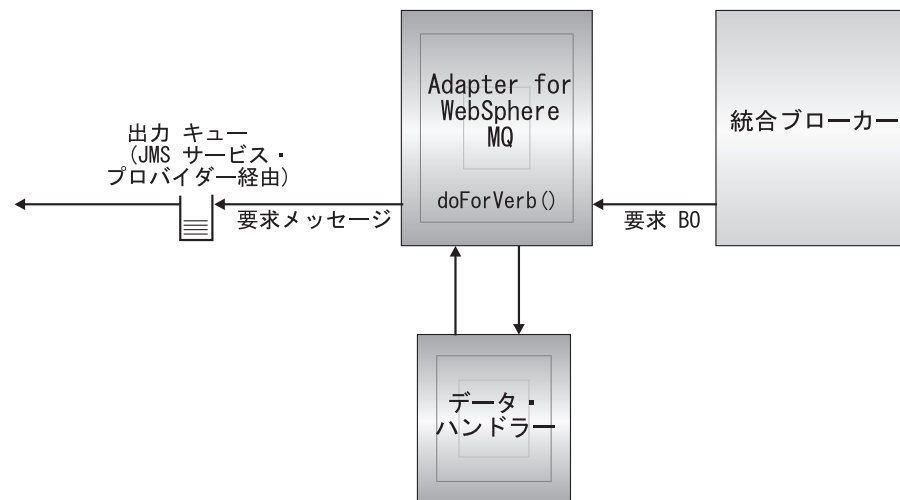 出力 キュー
(JMS サービス・
プロバイダー経由)
要求メッセージ
Adapter for
WebSphere
MQ
doForVerb()
要求 BO
統合ブローカー
データ・
ハンドラー